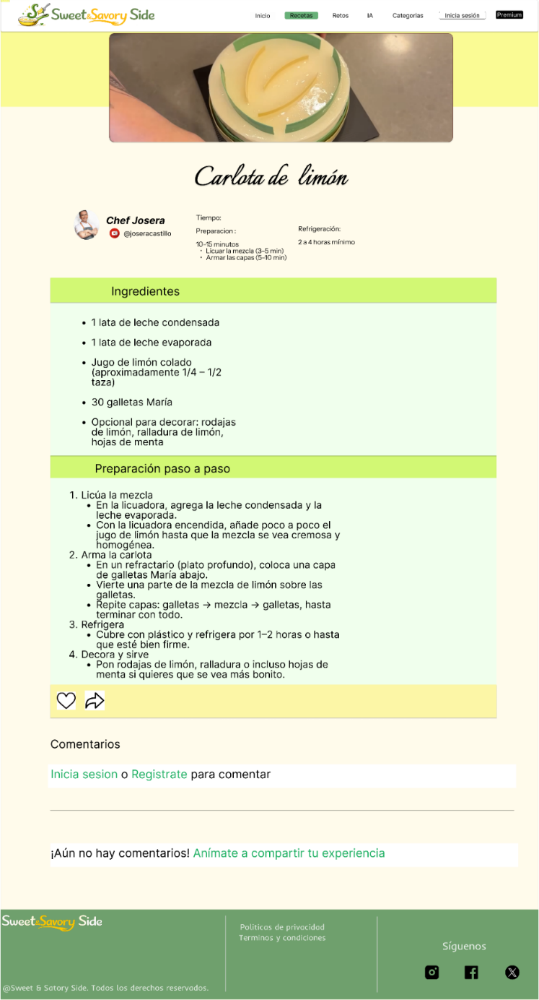 Sweet&Savory Side
Inicio
Recetas
Retos
IA
Categorias
Inicia sesión
Premium
Carlota de limón
Chef Josera
@joseracastillo
Tiempo:
Preparacion :
10-15 minutos
• Licuar la mezcla (3–5 min)
• Armar las capas (5–10 min)
Refrigeración:
2 a 4 horas mínimo
Ingredientes
• 1 lata de leche condensada
• 1 lata de leche evaporada
• Jugo de limón colado
(aproximadamente 1/4 – 1/2
taza)
• 30 galletas María
• Opcional para decorar: rodajas
de limón, ralladura de limón,
hojas de menta
Preparación paso a paso
1. Licúa la mezcla
• En la licuadora, agrega la leche condensada y la
leche evaporada.
• Con la licuadora encendida, añade poco a poco el
jugo de limón hasta que la mezcla se vea cremosa y
homogénea.
2. Arma la carlota
• En un refractario (plato profundo), coloca una capa
de galletas María abajo.
• Vierte una parte de la mezcla de limón sobre las
galletas.
• Repite capas: galletas → mezcla → galletas, hasta
terminar con todo.
3. Refrigera
• Cubre con plástico y refrigera por 1–2 horas o hasta
que esté bien firme.
4. Decora y sirve
• Pon rodajas de limón, ralladura o incluso hojas de
menta si quieres que se vea más bonito.
Comentarios
Inicia sesion o Registrate para comentar
¡Aún no hay comentarios! Anímate a compartir tu experiencia
Sweet&Savory Side
@Sweet & Satory Side. Todos los derechos reservados.
Politicas de privacidad
Terminos y condiciones
Síguenos